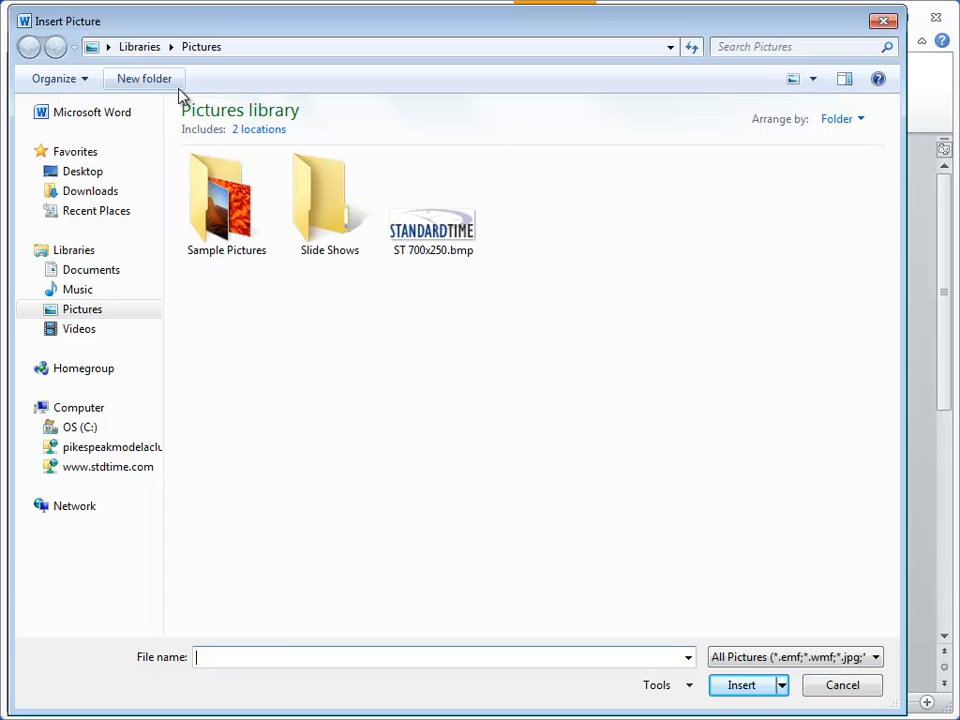 Insert Picture
Libraries Pictures
Search Pictures
Organize New folder
Microsoft Word
Favorites
Desktop
Downloads
Recent Places
Libraries
Documents
Music
Pictures
Videos
Homegroup
Computer
OS (C:)
pikespeakmodelaclu
www.stdtime.com
Network
Pictures library
Includes: 2 locations
Arrange by: Folder
STANDARDTIME
Sample Pictures Slide Shows ST 700x250.bmp
File name: All Pictures (*.emf;*.wmf;*.jpg;*
Tools Insert Cancel